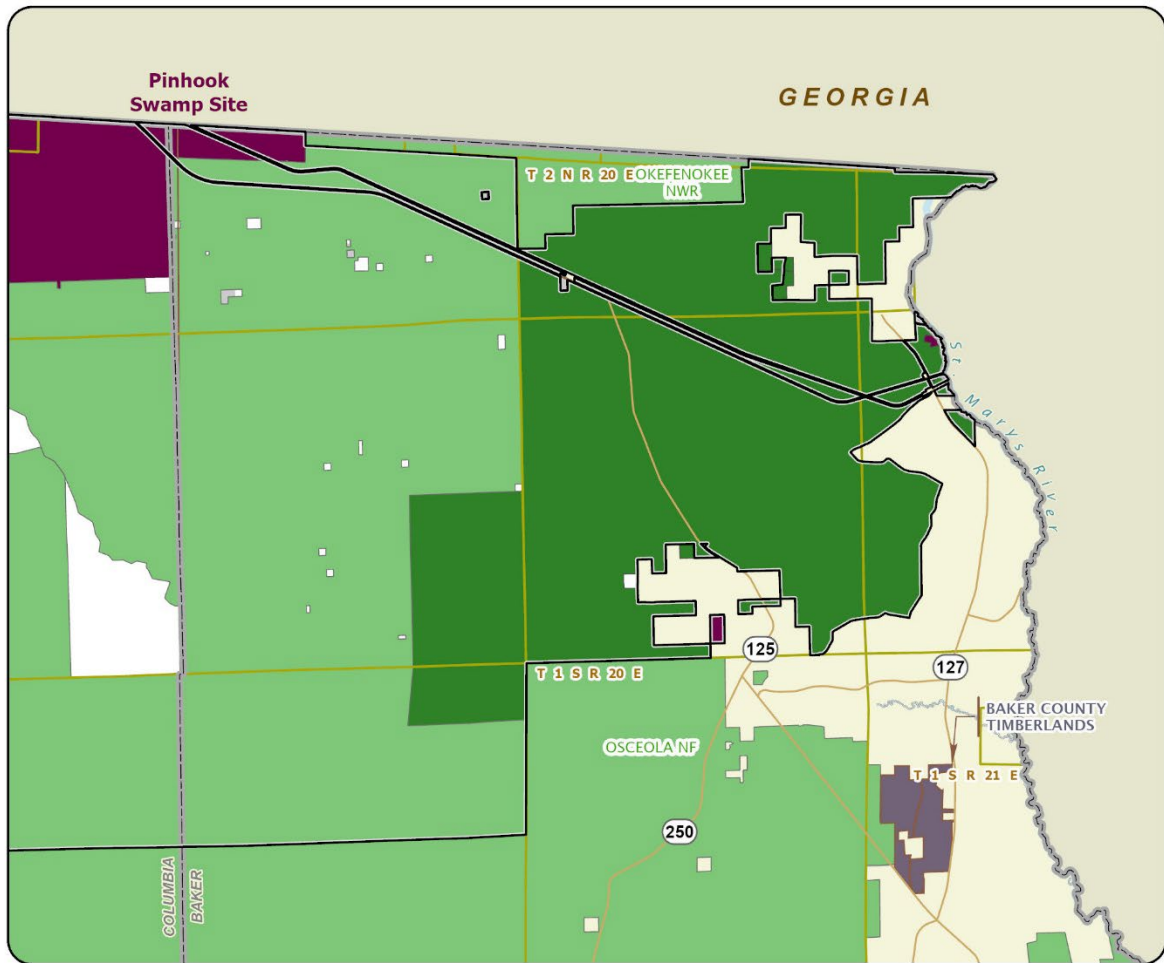 Pinhook
Swamp Site
GEORGIA
T 2 N R 20 E
OKEFENOKEE
NWR
St. Marys River
125
127
T 1 S R 20 E
BAKER COUNTY
TIMBERLANDS
OSCEOLA NF
T 1 S R 21 E
250
COLUMBIA
BAKER